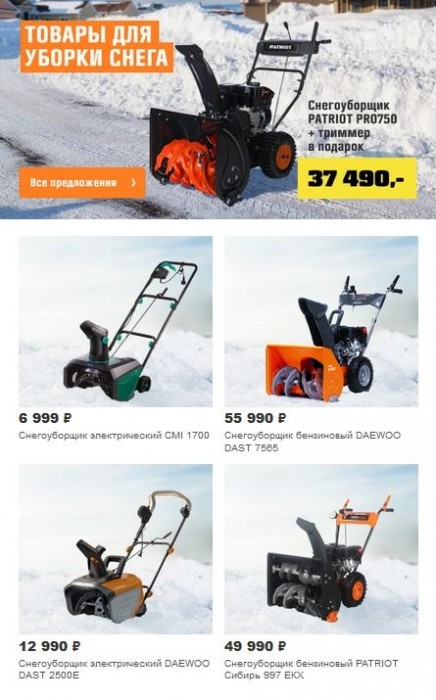 ТОВАРЫ ДЛЯ
УБОРКИ СНЕГА
PATRIOT
Снегоуборщик
PATRIOT PRO750
+ триммер
в подарок
Все предложения >
37 490,-
6 999 ₽
Снегоуборщик электрический CMI 1700
55 990 ₽
Снегоуборщик бензиновый DAEWOO
DAST 7565
12 990 ₽
Снегоуборщик электрический DAEWOO
DAST 2500E
49 990 ₽
Снегоуборщик бензиновый PATRIOT
Сибирь 997 ЕКХ